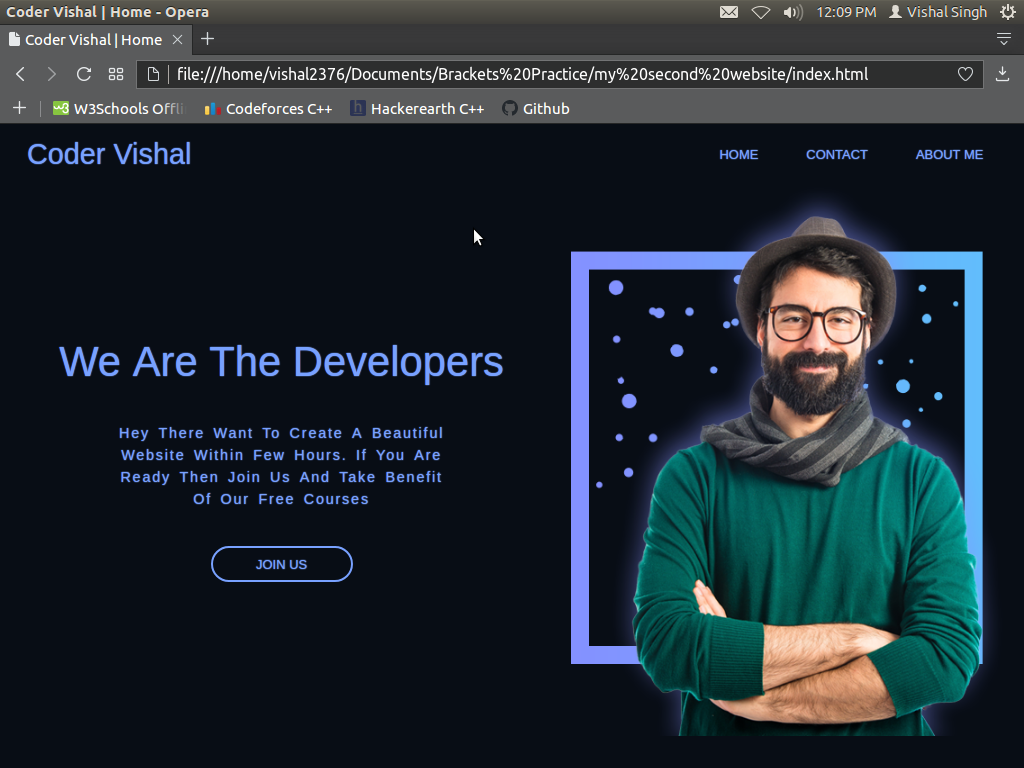 Coder Vishal | Home - Opera
12:09 PM
Vishal Singh
Coder Vishal | Home
file:///home/vishal2376/Documents/Brackets%20Practice/my%20second%20website/index.html
W3Schools Offli
Codeforces C++
h
Hackerearth C++
Github
Coder Vishal
HOME
CONTACT
ABOUT ME
We Are The Developers
Hey There Want To Create A Beautiful
Website Within Few Hours. If You Are
Ready Then Join Us And Take Benefit
Of Our Free Courses
JOIN US